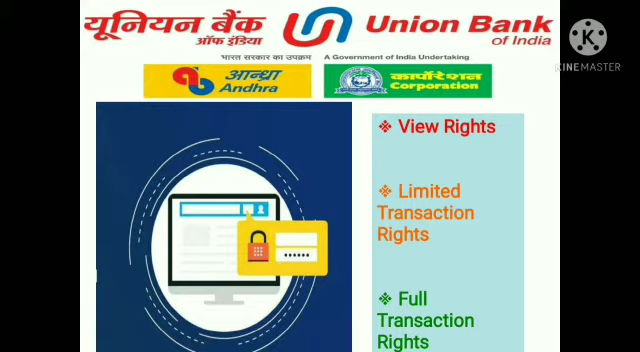 यूनियन बैंक
ऑफ इंडिया
Union Bank
of India
भारत सरकार का उपक्रम
A Government of India Undertaking
आन्ध्रा
Andhra
कार्पोरेशन
Corporation
KINEMASTER
❖ View Rights
❖ Limited
Transaction
Rights
❖ Full
Transaction
Rights